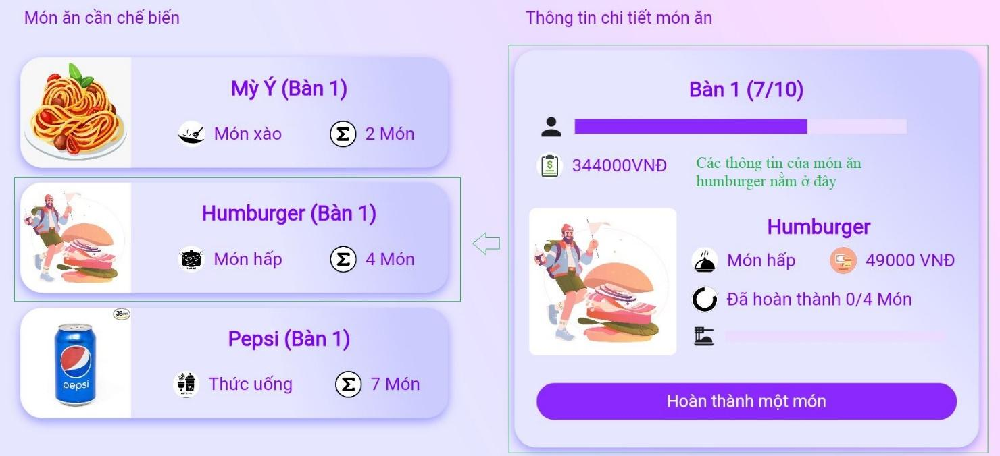 Món ăn cần chế biến
Mỳ Ý (Bàn 1)
Món xào
2 Món
Humburger (Bàn 1)
Món hấp
4 Món
36
pepsi
Pepsi (Bàn 1)
Thức uống
7 Món
Thông tin chi tiết món ăn
Bàn 1 (7/10)
344000VNĐ
Các thông tin của món ăn
humburger nằm ở đây
Humburger
Món hấp
49000 VNĐ
Đã hoàn thành 0/4 Món
Hoàn thành một món